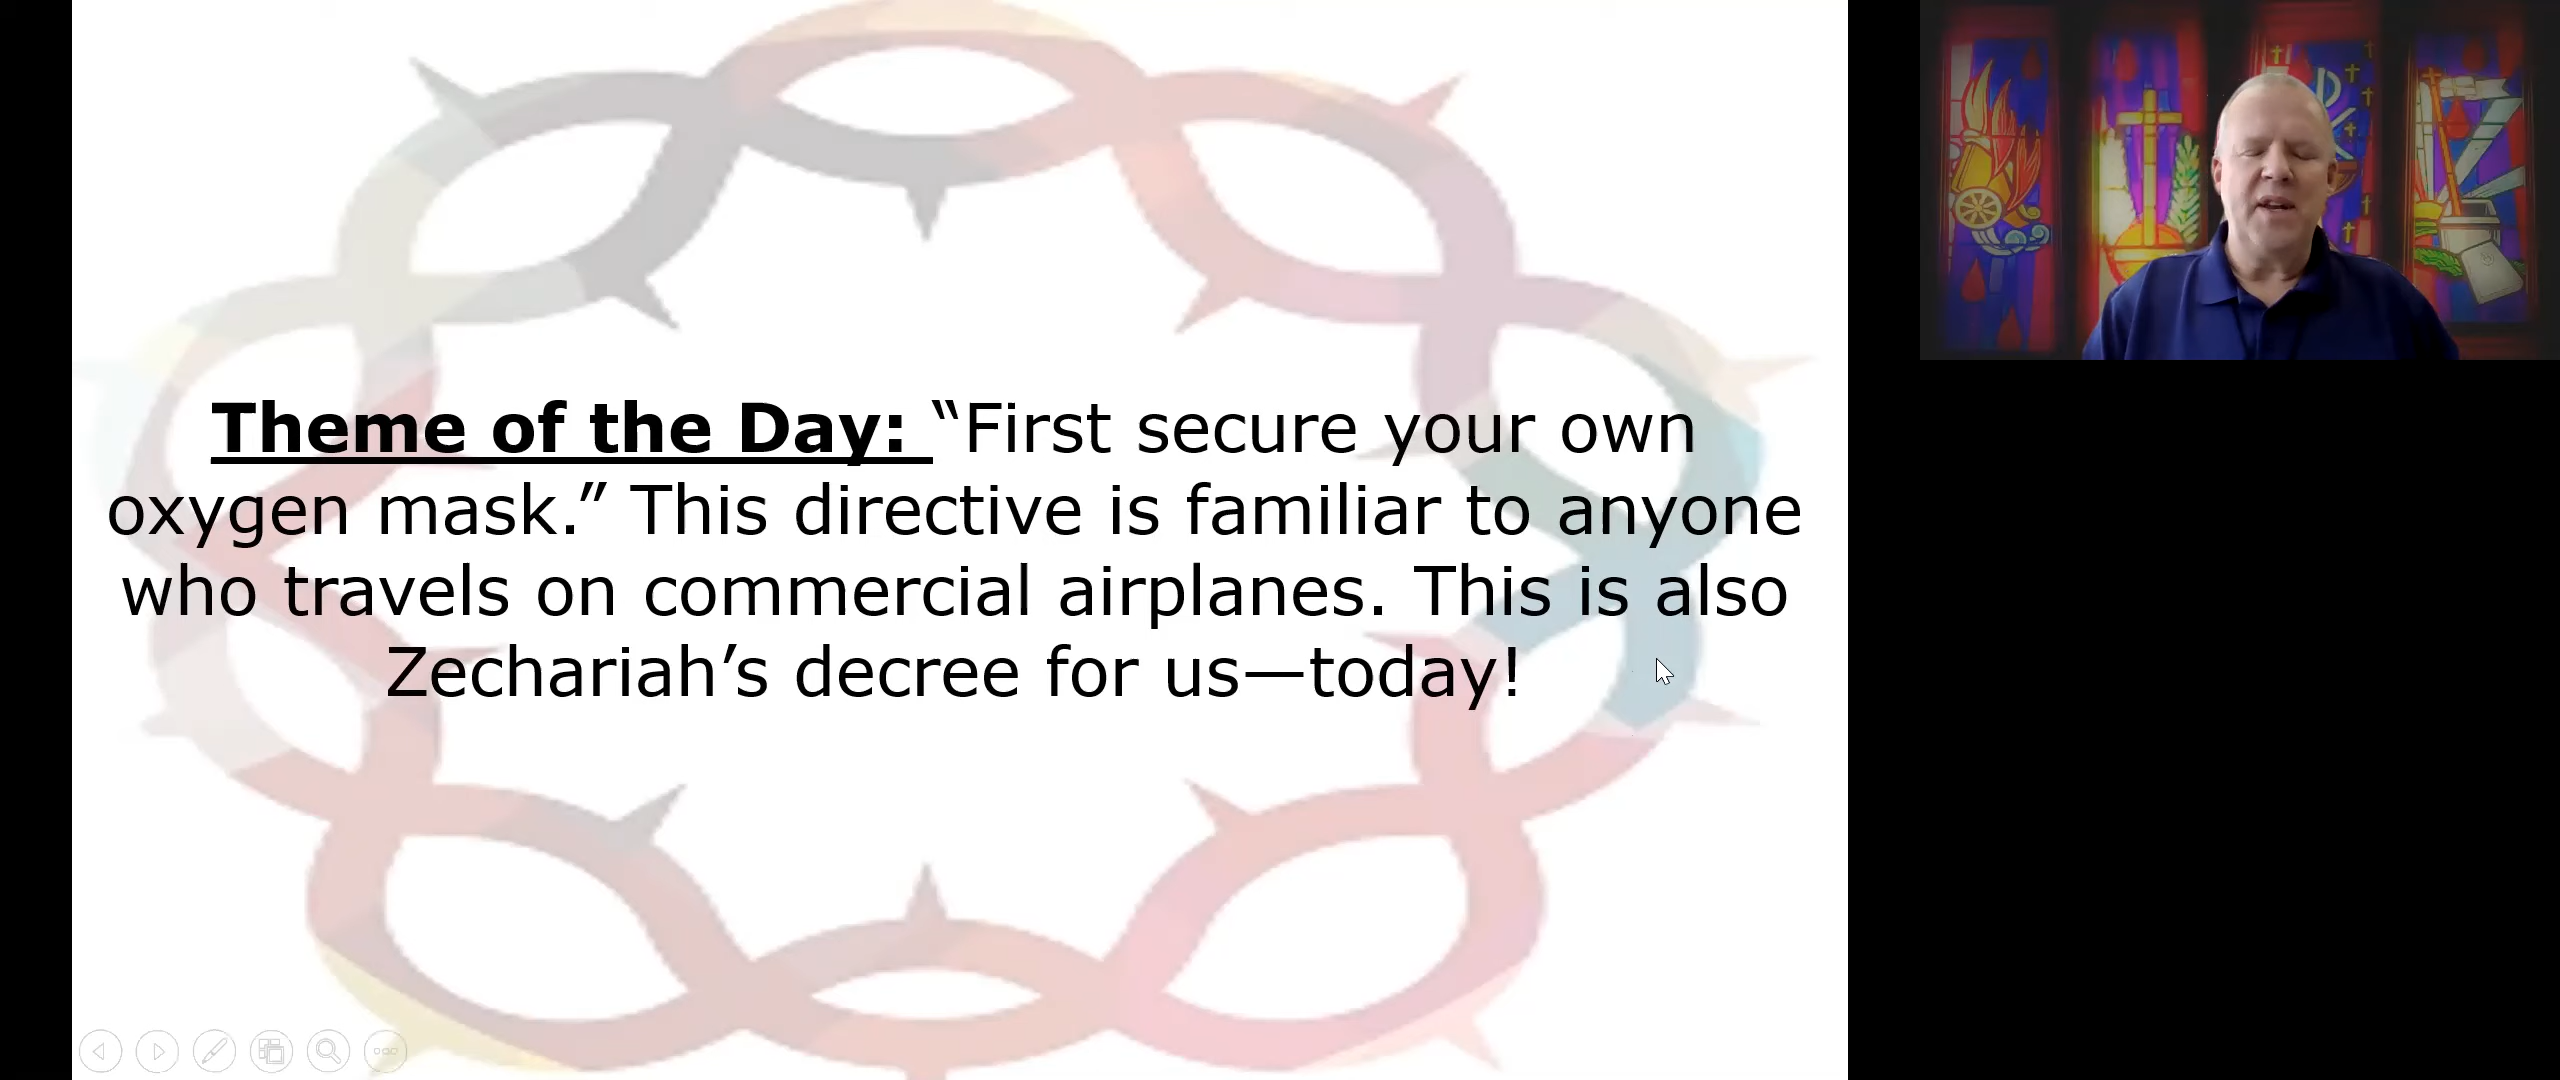 Theme of the Day: “First secure your own
oxygen mask.” This directive is familiar to anyone
who travels on commercial airplanes. This is also
Zechariah’s decree for us—today!